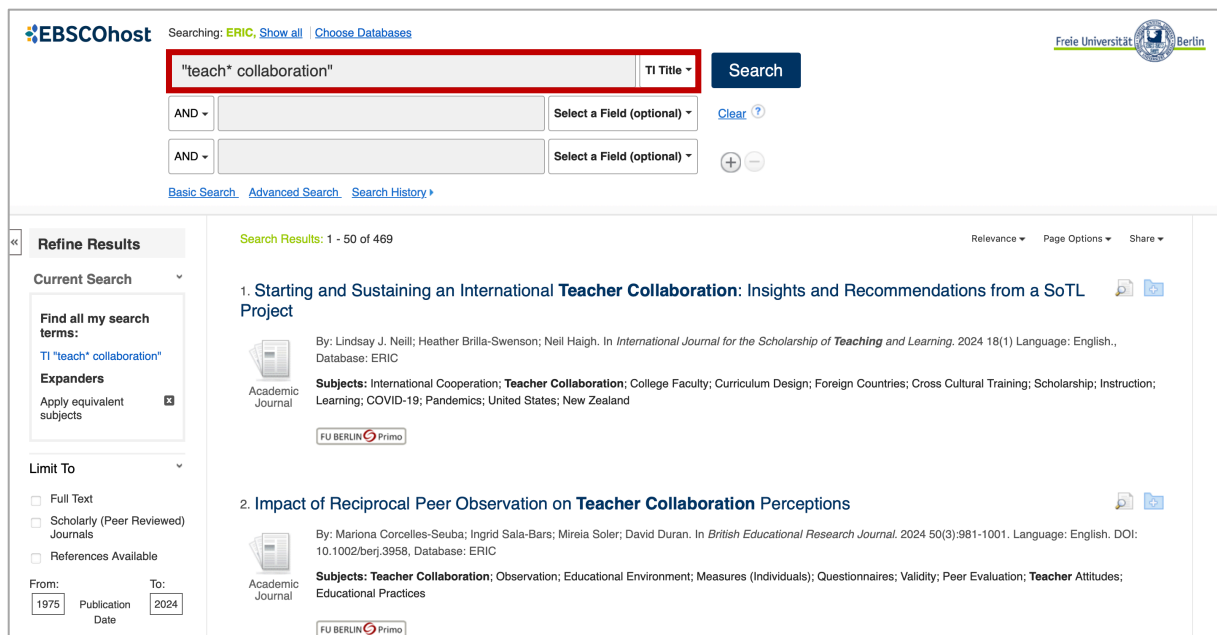 EBSCOhost
Searching: ERIC, Show all | Choose Databases
Freie Universität Berlin
"teach* collaboration"
TI Title
Search
AND
Select a Field (optional)
Clear ?
AND
Select a Field (optional)
+ −
Basic Search Advanced Search Search History
«
Refine Results
Current Search
Find all my search
terms:
TI "teach* collaboration"
Expanders
Apply equivalent
subjects
x
Limit To
Full Text
Scholarly (Peer Reviewed)
Journals
References Available
From: To:
1975 Publication 2024
Date
Search Results: 1 - 50 of 469
Relevance Page Options Share
1. Starting and Sustaining an International Teacher Collaboration: Insights and Recommendations from a SoTL
Project
Academic
Journal
By: Lindsay J. Neill; Heather Brilla-Swenson; Neil Haigh. In International Journal for the Scholarship of Teaching and Learning. 2024 18(1) Language: English.,
Database: ERIC
Subjects: International Cooperation; Teacher Collaboration; College Faculty; Curriculum Design; Foreign Countries; Cross Cultural Training; Scholarship; Instruction;
Learning; COVID-19; Pandemics; United States; New Zealand
FU BERLIN Primo
2. Impact of Reciprocal Peer Observation on Teacher Collaboration Perceptions
Academic
Journal
By: Mariona Corcelles-Seuba; Ingrid Sala-Bars; Mireia Soler; David Duran. In British Educational Research Journal. 2024 50(3):981-1001. Language: English. DOI:
10.1002/berj.3958, Database: ERIC
Subjects: Teacher Collaboration; Observation; Educational Environment; Measures (Individuals); Questionnaires; Validity; Peer Evaluation; Teacher Attitudes;
Educational Practices
FU BERLIN Primo